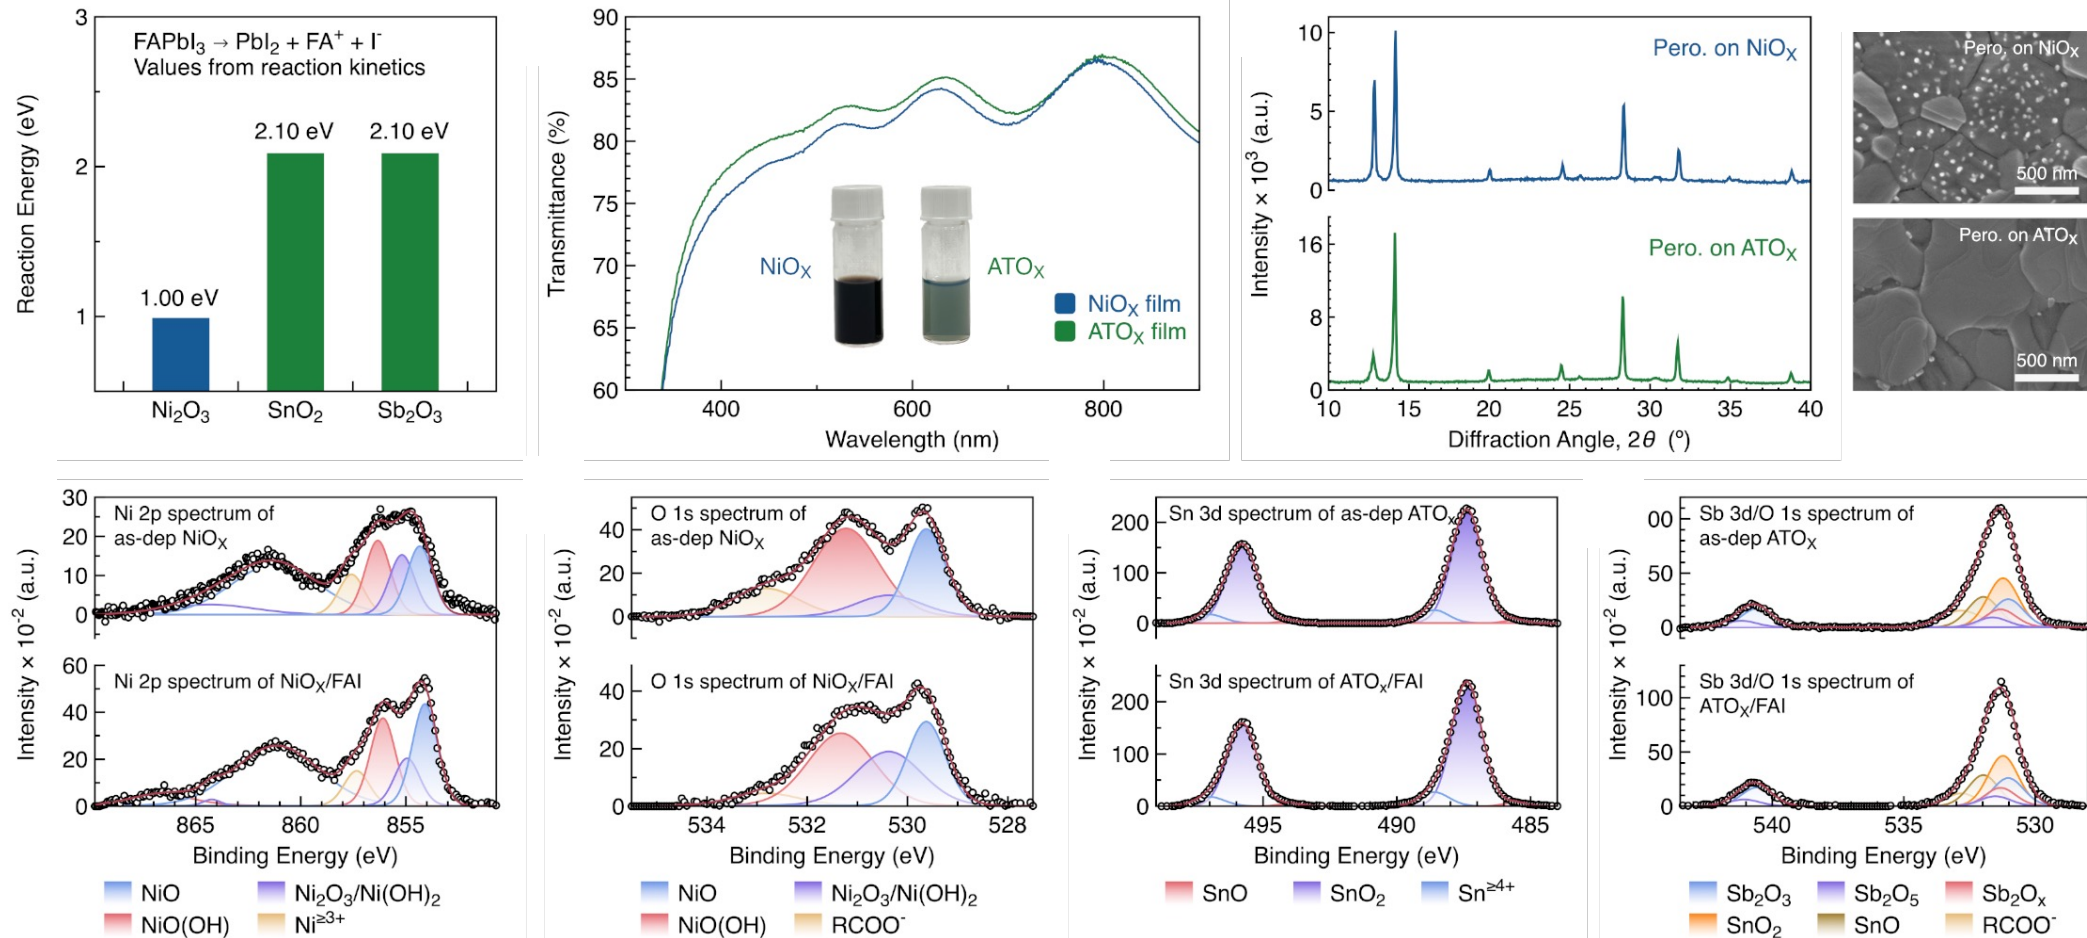 FAPbI₃ → PbI₂ + FA⁺ + I⁻
Values from reaction kinetics
Reaction Energy (eV)
3
2
1
1.00 eV
2.10 eV
2.10 eV
Ni₂O₃
SnO₂
Sb₂O₃
Transmittance (%)
90
85
80
75
70
65
60
NiOₓ
ATOₓ
NiOₓ film
ATOₓ film
400
600
800
Wavelength (nm)
Intensity × 10³ (a.u.)
10
5
0
Pero. on NiOₓ
16
8
0
Pero. on ATOₓ
10
15
20
25
30
35
40
Diffraction Angle, 2θ (º)
Pero. on NiOₓ
500 nm
Pero. on ATOₓ
500 nm
Intensity × 10⁻² (a.u.)
30
20
10
0
Ni 2p spectrum of
as-dep NiOₓ
60
40
20
0
Ni 2p spectrum of NiOₓ/FAI
865
860
855
Binding Energy (eV)
NiO
Ni₂O₃/Ni(OH)₂
NiO(OH)
Ni≥³⁺
Intensity × 10⁻² (a.u.)
40
20
0
O 1s spectrum of
as-dep NiOₓ
40
20
0
O 1s spectrum of NiOₓ/FAI
534
532
530
528
Binding Energy (eV)
NiO
Ni₂O₃/Ni(OH)₂
NiO(OH)
RCOO⁻
Intensity × 10⁻² (a.u.)
200
100
0
Sn 3d spectrum of as-dep ATOₓ
200
100
0
Sn 3d spectrum of ATOₓ/FAI
495
490
485
Binding Energy (eV)
SnO
SnO₂
Sn≥⁴⁺
Intensity × 10⁻² (a.u.)
00
50
0
Sb 3d/O 1s spectrum of
as-dep ATOₓ
100
50
0
Sb 3d/O 1s spectrum of
ATOₓ/FAI
540
535
530
Binding Energy (eV)
Sb₂O₃
Sb₂O₅
Sb₂Oₓ
SnO₂
SnO
RCOO⁻